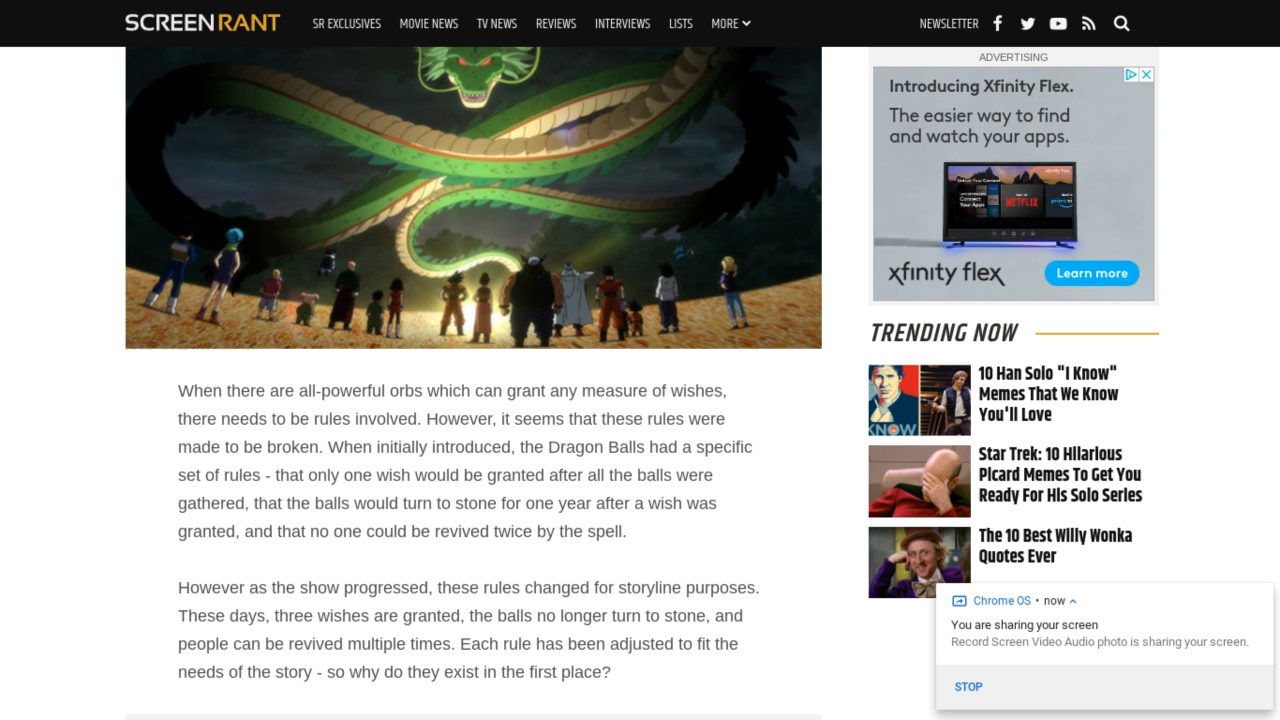 SCREENRANT
SR EXCLUSIVES
MOVIE NEWS
TV NEWS
REVIEWS
INTERVIEWS
LISTS
MORE
NEWSLETTER
When there are all-powerful orbs which can grant any measure of wishes,
there needs to be rules involved. However, it seems that these rules were
made to be broken. When initially introduced, the Dragon Balls had a specific
set of rules - that only one wish would be granted after all the balls were
gathered, that the balls would turn to stone for one year after a wish was
granted, and that no one could be revived twice by the spell.
However as the show progressed, these rules changed for storyline purposes.
These days, three wishes are granted, the balls no longer turn to stone, and
people can be revived multiple times. Each rule has been adjusted to fit the
needs of the story - so why do they exist in the first place?
ADVERTISING
Introducing Xfinity Flex.
The easier way to find
and watch your apps.
NETFLIX
xfinity flex
Learn more
TRENDING NOW
KNOW
10 Han Solo "I Know"
Memes That We Know
You'll Love
Star Trek: 10 Hilarious
Picard Memes To Get You
Ready For His Solo Series
The 10 Best Willy Wonka
Quotes Ever
Chrome OS • now
You are sharing your screen
Record Screen Video Audio photo is sharing your screen.
STOP